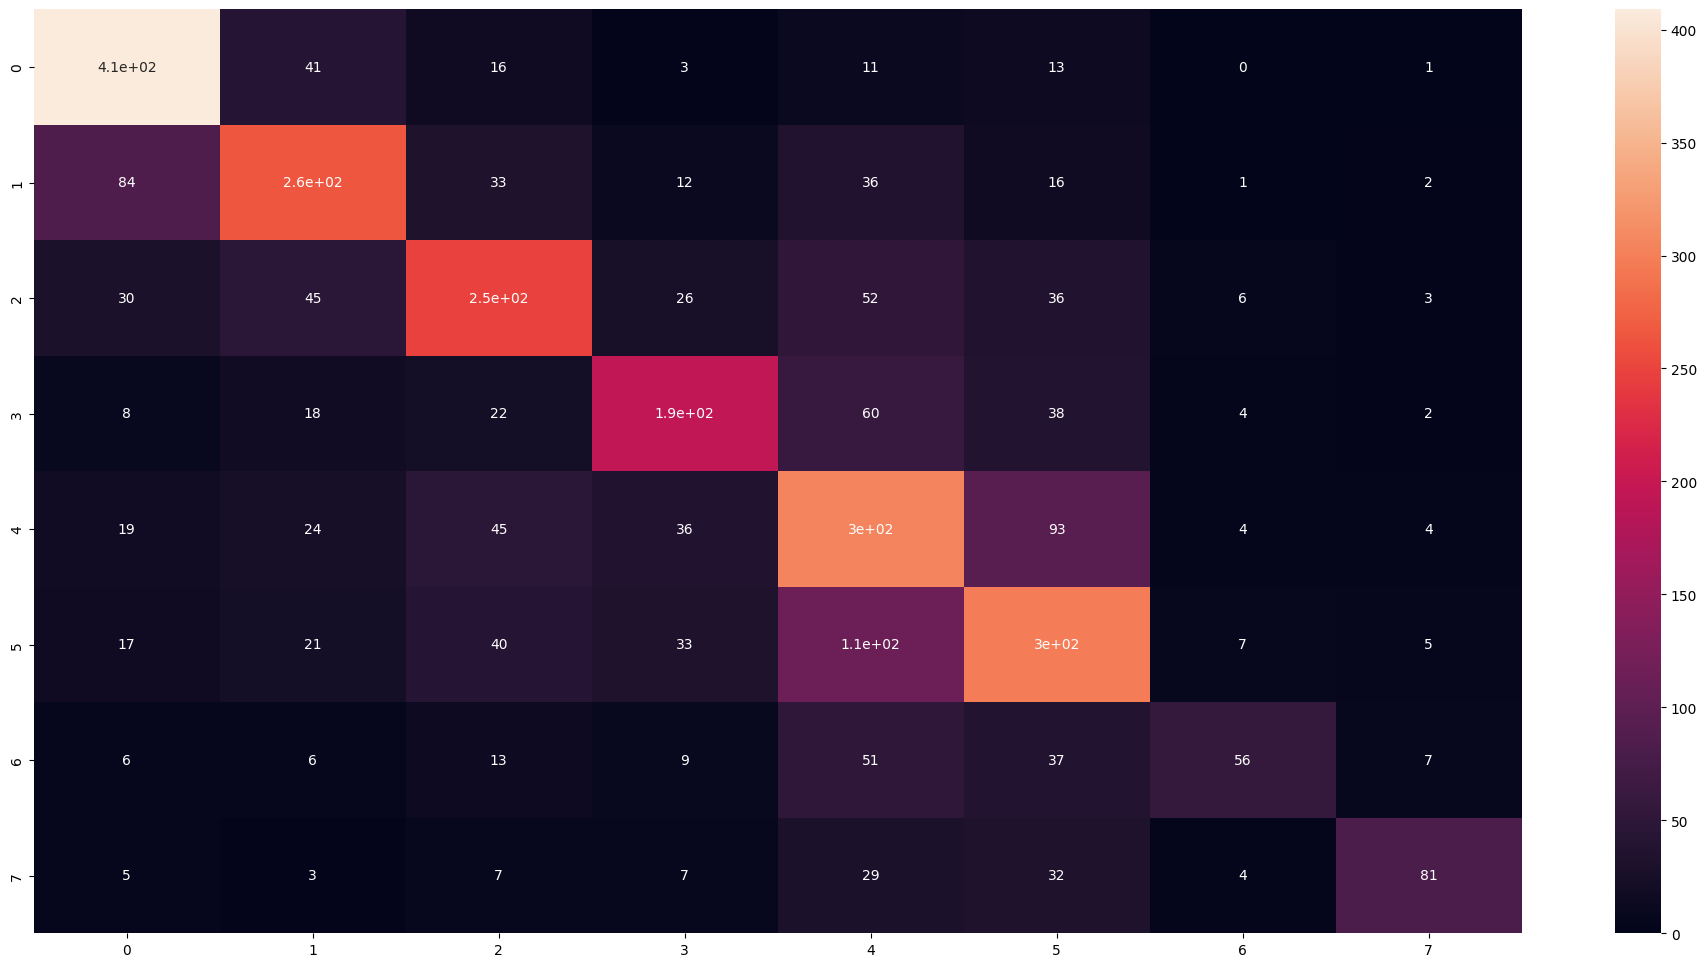 0 4.1e+02 41 16 3 11 13 0 1
1 84 2.6e+02 33 12 36 16 1 2
2 30 45 2.5e+02 26 52 36 6 3
3 8 18 22 1.9e+02 60 38 4 2
4 19 24 45 36 3e+02 93 4 4
5 17 21 40 33 1.1e+02 3e+02 7 5
6 6 6 13 9 51 37 56 7
7 5 3 7 7 29 32 4 81
0 1 2 3 4 5 6 7
400
350
300
250
200
150
100
50
0